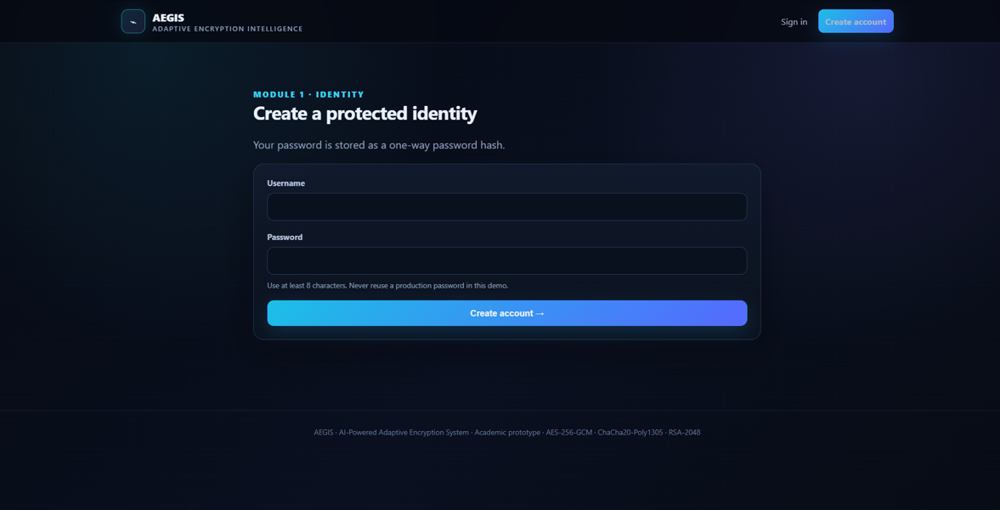 AEGIS
ADAPTIVE ENCRYPTION INTELLIGENCE
Sign in
Create account
MODULE 1 · IDENTITY
Create a protected identity
Your password is stored as a one-way password hash.
Username
Password
Use at least 8 characters. Never reuse a production password in this demo.
Create account →
AEGIS · AI-Powered Adaptive Encryption System · Academic prototype · AES-256-GCM · ChaCha20-Poly1305 · RSA-2048